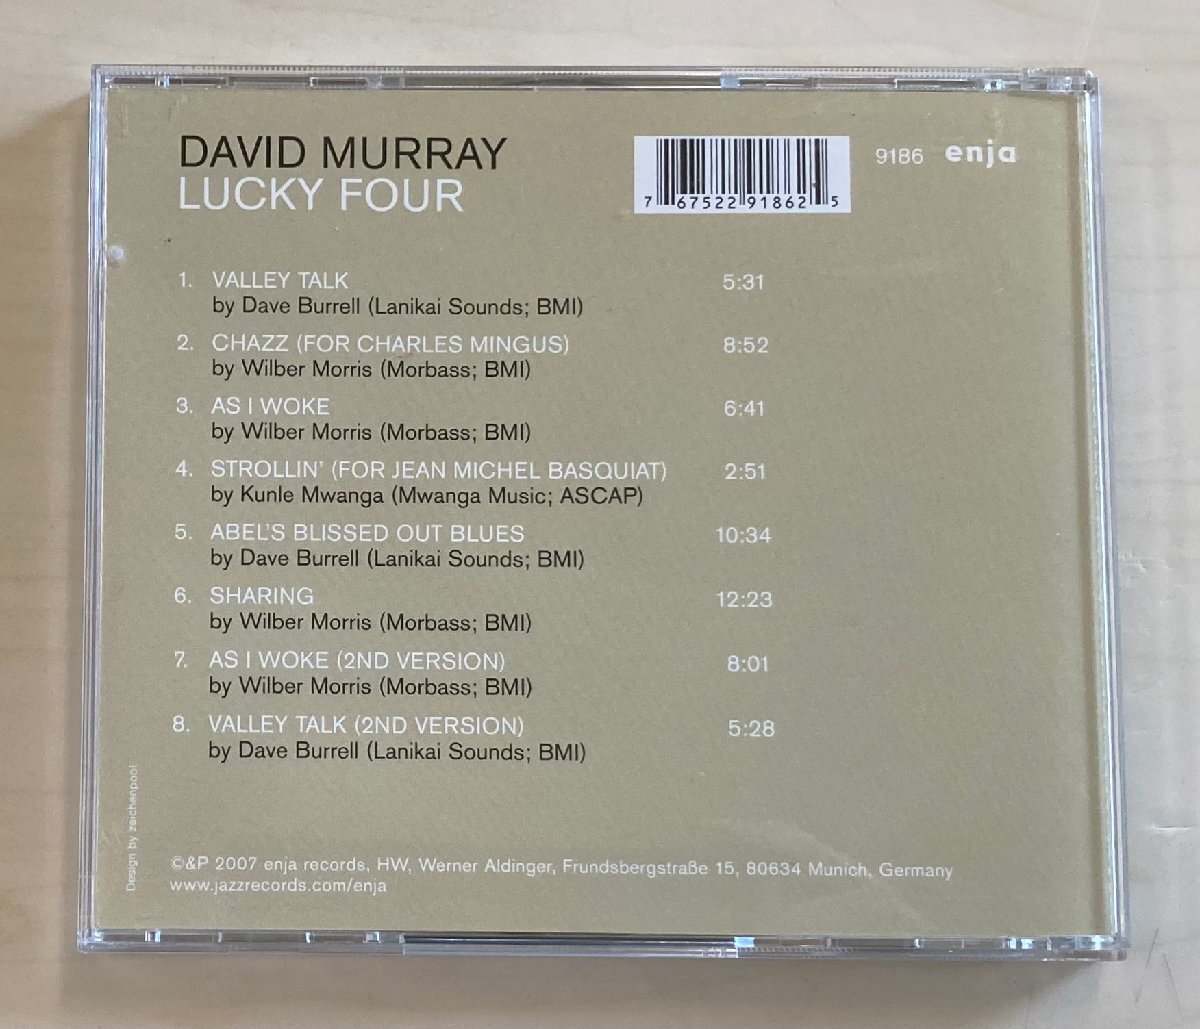 DAVID MURRAY
LUCKY FOUR
7 67522 91862 5
9186 enja
1. VALLEY TALK 5:31
by Dave Burrell (Lanikai Sounds; BMI)
2. CHAZZ (FOR CHARLES MINGUS) 8:52
by Wilber Morris (Morbass; BMI)
3. AS I WOKE 6:41
by Wilber Morris (Morbass; BMI)
4. STROLLIN' (FOR JEAN MICHEL BASQUIAT) 2:51
by Kunle Mwanga (Mwanga Music; ASCAP)
5. ABEL'S BLISSED OUT BLUES 10:34
by Dave Burrell (Lanikai Sounds; BMI)
6. SHARING 12:23
by Wilber Morris (Morbass; BMI)
7. AS I WOKE (2ND VERSION) 8:01
by Wilber Morris (Morbass; BMI)
8. VALLEY TALK (2ND VERSION) 5:28
by Dave Burrell (Lanikai Sounds; BMI)
Design by zeichenpool
©&P 2007 enja records, HW, Werner Aldinger, Frundsbergstraße 15, 80634 Munich, Germany
www.jazzrecords.com/enja